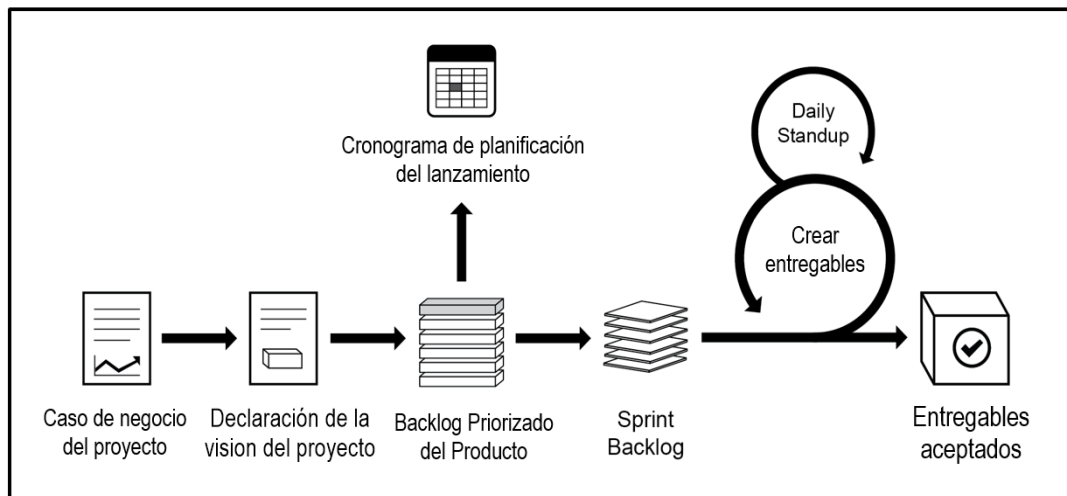 Cronograma de planificación
del lanzamiento
Daily
Standup
Crear
entregables
Caso de negocio
del proyecto
Declaración de la
vision del proyecto
Backlog Priorizado
del Producto
Sprint
Backlog
Entregables
aceptados